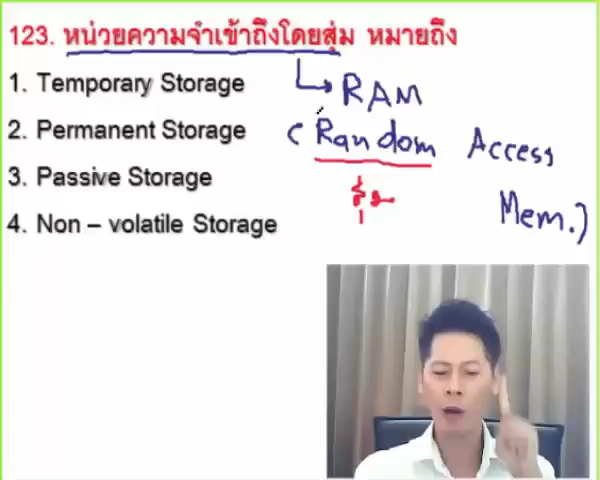 123. หน่วยความจำเข้าถึงโดยสุ่ม หมายถึง
1. Temporary Storage
RAM
2. Permanent Storage
(Random Access
3. Passive Storage
สุ่ม
Mem.)
4. Non – volatile Storage